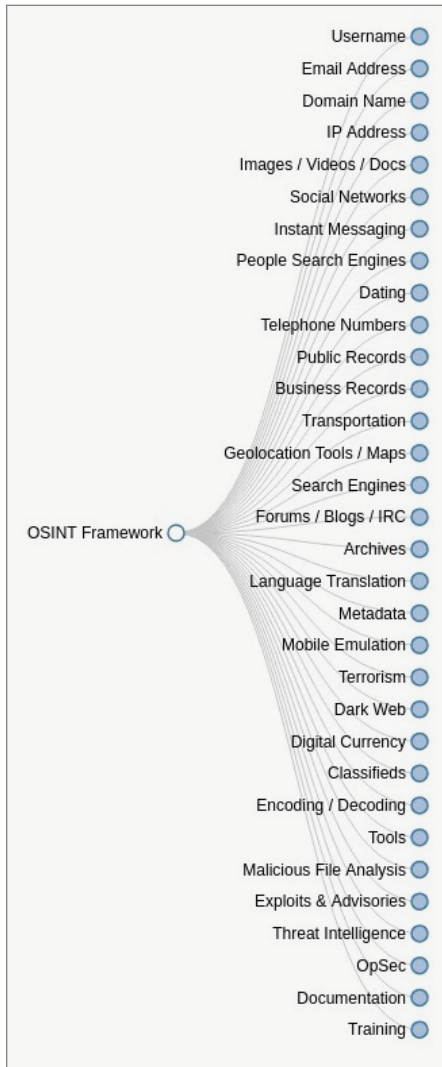 Username
Email Address
Domain Name
IP Address
Images / Videos / Docs
Social Networks
Instant Messaging
People Search Engines
Dating
Telephone Numbers
Public Records
Business Records
Transportation
Geolocation Tools / Maps
Search Engines
Forums / Blogs / IRC
OSINT Framework
Archives
Language Translation
Metadata
Mobile Emulation
Terrorism
Dark Web
Digital Currency
Classifieds
Encoding / Decoding
Tools
Malicious File Analysis
Exploits & Advisories
Threat Intelligence
OpSec
Documentation
Training